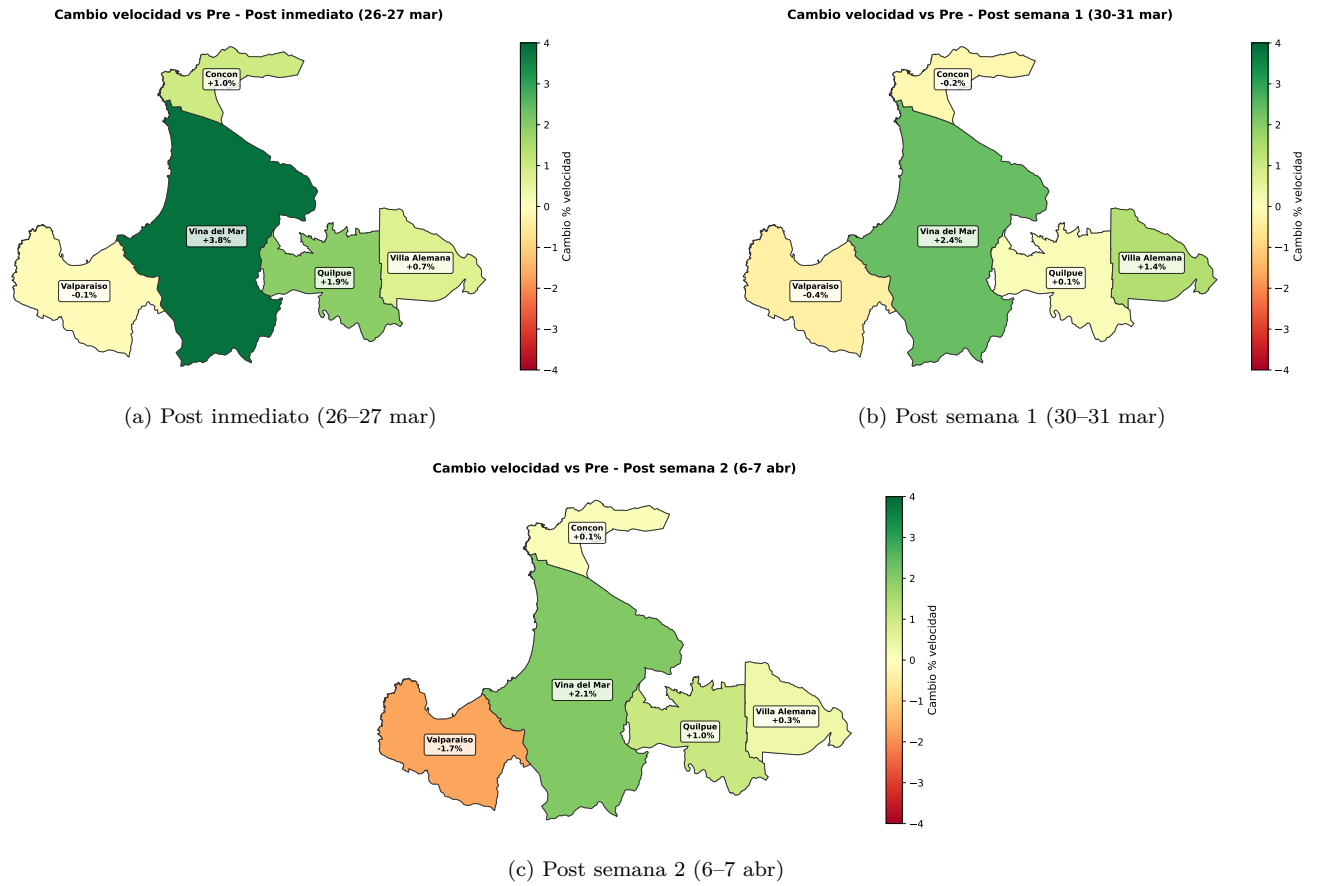 Cambio velocidad vs Pre - Post inmediato (26-27 mar)
Concon
+1.0%
Vina del Mar
+3.8%
Valparaiso
-0.1%
Quilpue
+1.9%
Villa Alemana
+0.7%
4
3
2
1
0
−1
−2
−3
−4
Cambio % velocidad
(a) Post inmediato (26–27 mar)
Cambio velocidad vs Pre - Post semana 1 (30-31 mar)
Concon
-0.2%
Vina del Mar
+2.4%
Valparaiso
-0.4%
Quilpue
+0.1%
Villa Alemana
+1.4%
4
3
2
1
0
−1
−2
−3
−4
Cambio % velocidad
(b) Post semana 1 (30–31 mar)
Cambio velocidad vs Pre - Post semana 2 (6-7 abr)
Concon
+0.1%
Vina del Mar
+2.1%
Valparaiso
-1.7%
Quilpue
+1.0%
Villa Alemana
+0.3%
4
3
2
1
0
−1
−2
−3
−4
Cambio % velocidad
(c) Post semana 2 (6–7 abr)